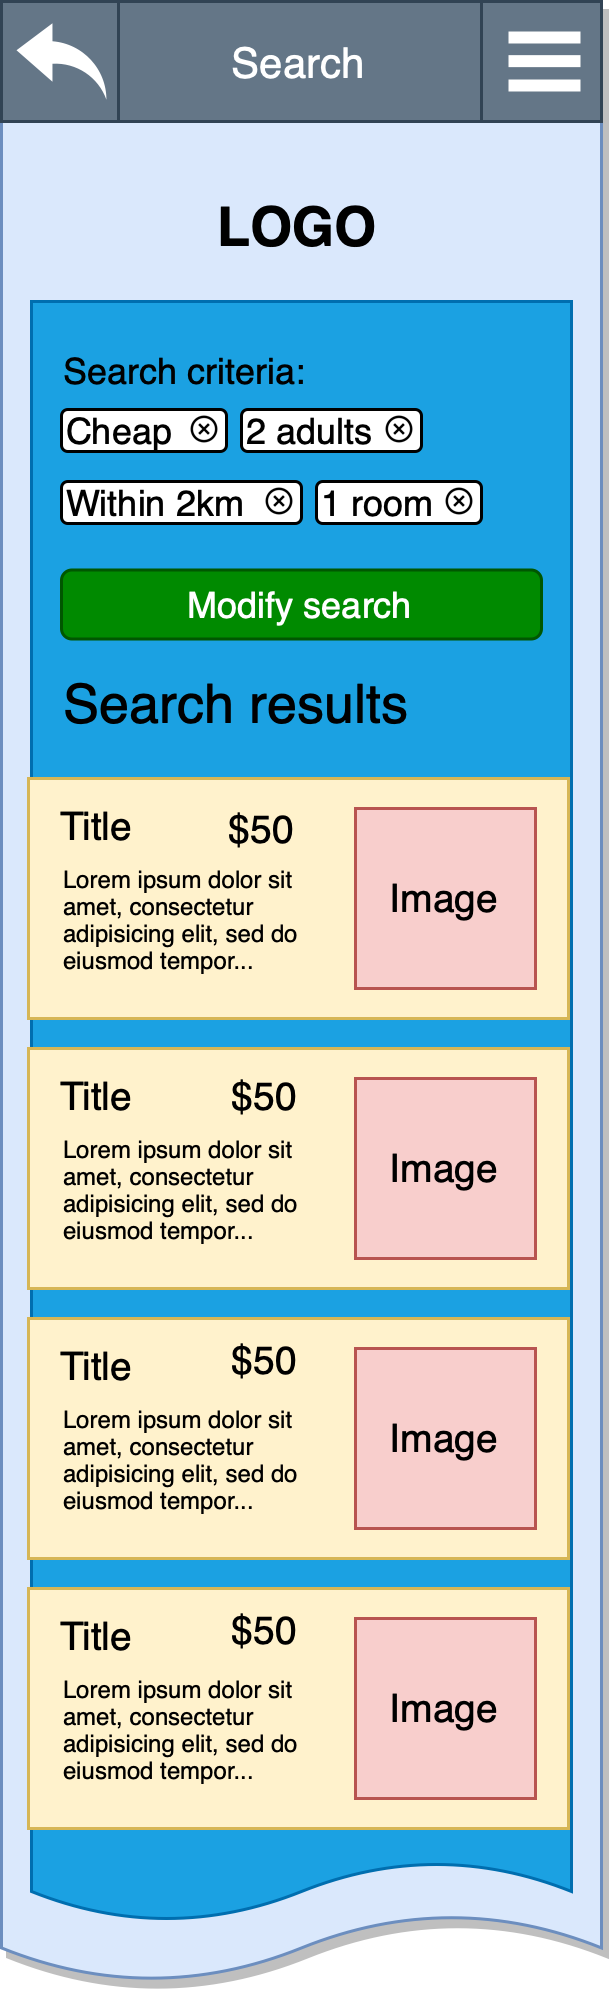 Search
LOGO
Search criteria:
Cheap 2 adults
Within 2km 1 room
Modify search
Search results
Title $50
Lorem ipsum dolor sit
amet, consectetur
adipisicing elit, sed do
eiusmod tempor...
Image
Title $50
Lorem ipsum dolor sit
amet, consectetur
adipisicing elit, sed do
eiusmod tempor...
Image
Title $50
Lorem ipsum dolor sit
amet, consectetur
adipisicing elit, sed do
eiusmod tempor...
Image
Title $50
Lorem ipsum dolor sit
amet, consectetur
adipisicing elit, sed do
eiusmod tempor...
Image